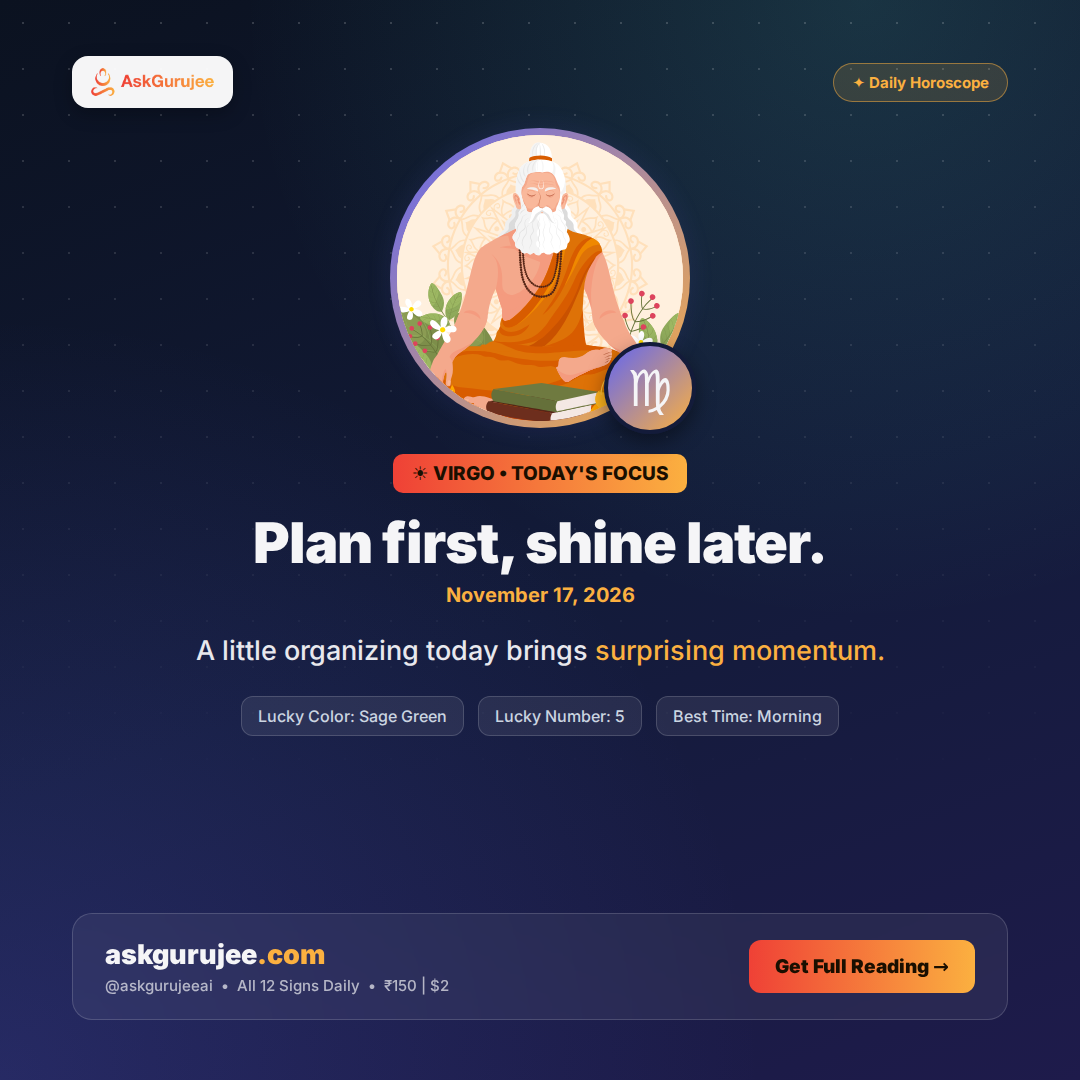 AskGurujee
✦ Daily Horoscope
♍
☀ VIRGO • TODAY'S FOCUS
Plan first, shine later.
November 17, 2026
A little organizing today brings surprising momentum.
Lucky Color: Sage Green
Lucky Number: 5
Best Time: Morning
askgurujee.com
@askgurujeeai • All 12 Signs Daily • ₹150 | $2
Get Full Reading →